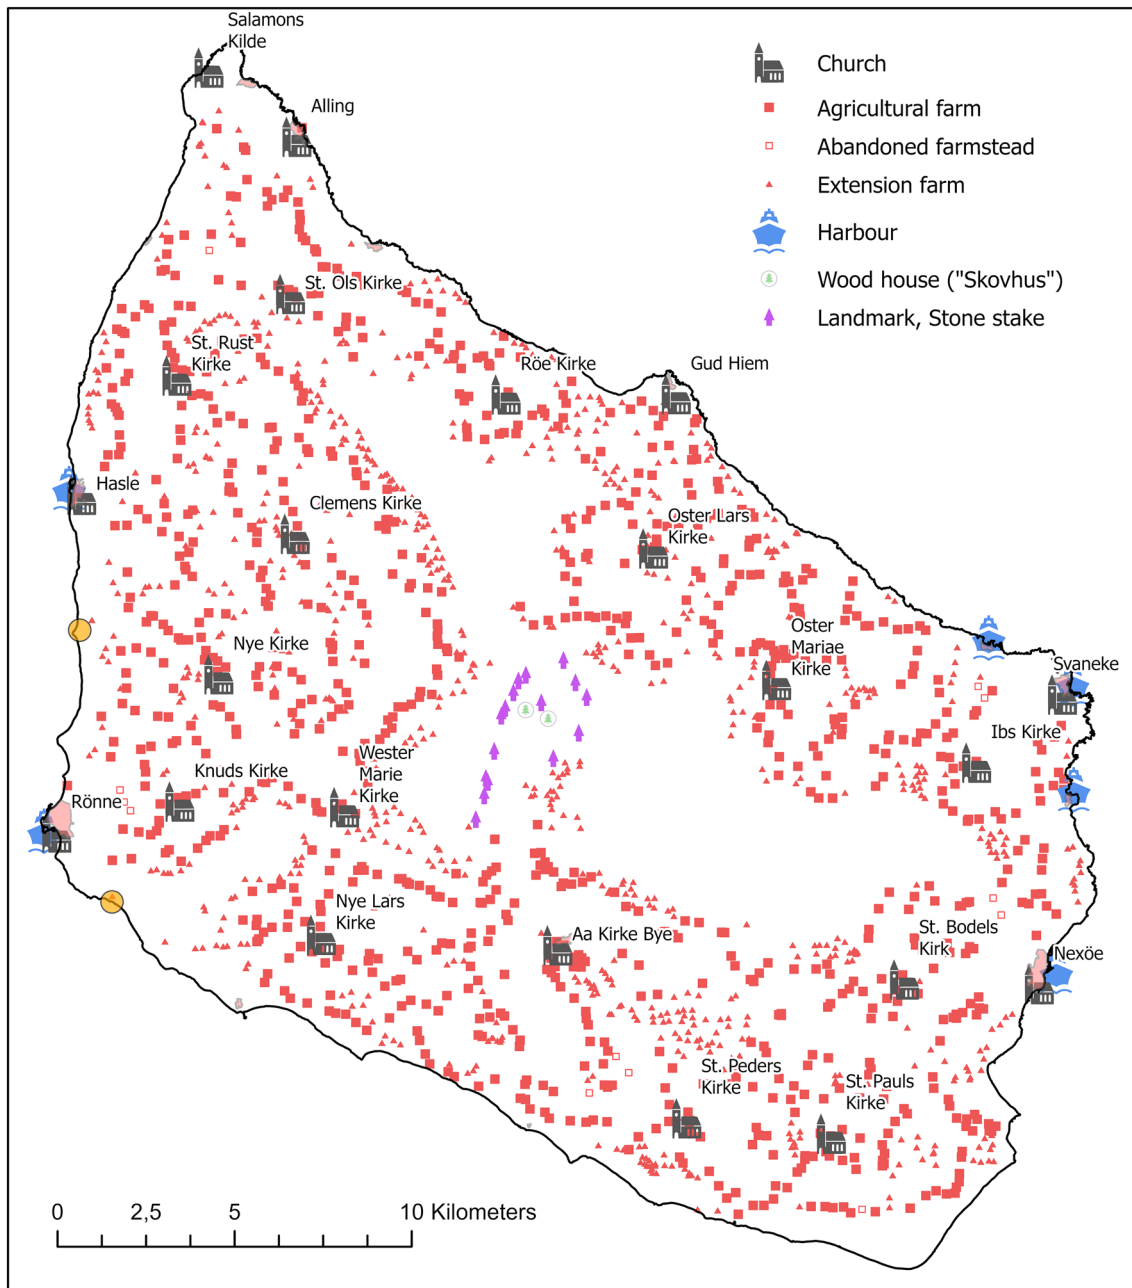 Salamons
Kilde
Church
Alling
Agricultural farm
Abandoned farmstead
Extension farm
Harbour
St. Ols Kirke
Wood house ("Skovhus")
Landmark, Stone stake
St. Rust
Kirke
Röe Kirke
Gud Hiem
Hasle
Clemens Kirke
Oster Lars
Kirke
Nye Kirke
Oster
Mariae
Kirke
Svaneke
Ibs Kirke
Wester
Marie
Kirke
Knuds Kirke
Rönne
Nye Lars
Kirke
Aa Kirke Bye
St. Bodels
Kirk
Nexöe
St. Peders
Kirke
St. Pauls
Kirke
0 2,5 5 10 Kilometers